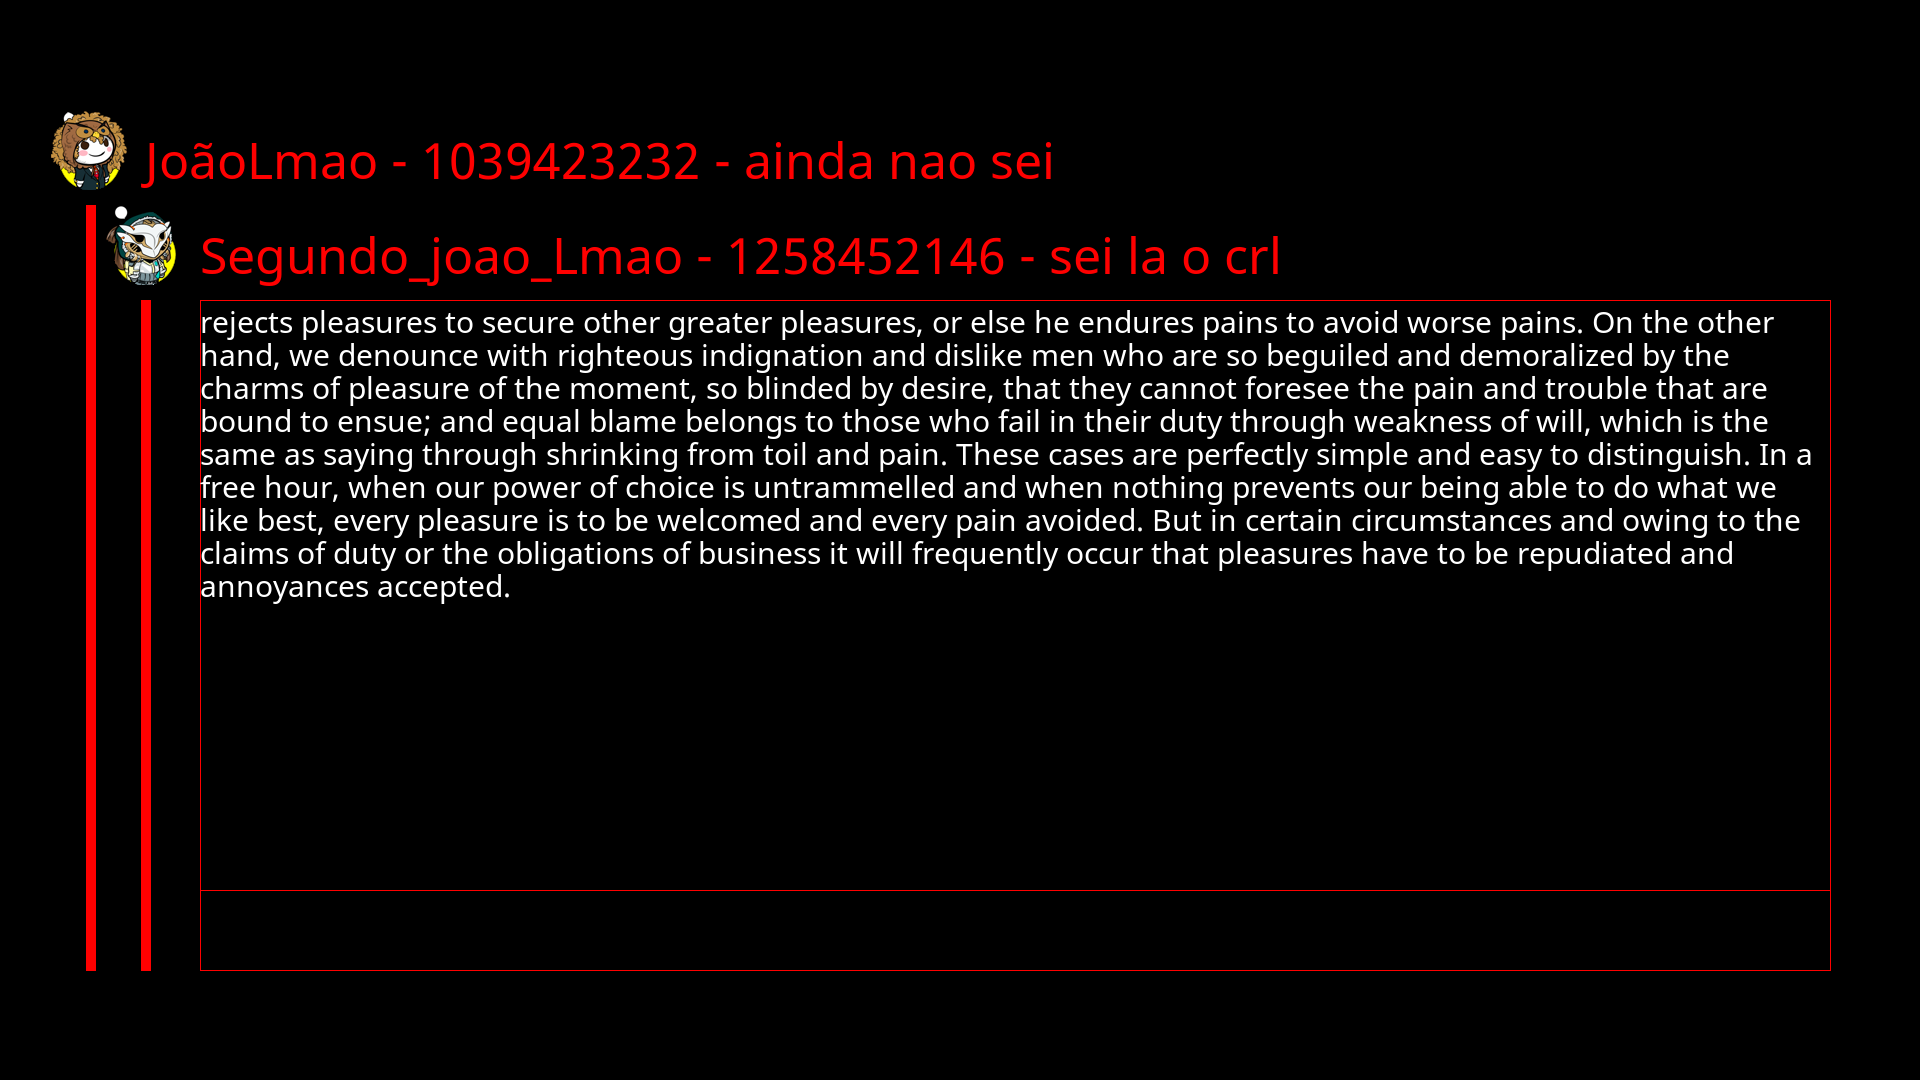 JoãoLmao - 1039423232 - ainda nao sei
Segundo_joao_Lmao - 1258452146 - sei la o crl
rejects pleasures to secure other greater pleasures, or else he endures pains to avoid worse pains. On the other
hand, we denounce with righteous indignation and dislike men who are so beguiled and demoralized by the
charms of pleasure of the moment, so blinded by desire, that they cannot foresee the pain and trouble that are
bound to ensue; and equal blame belongs to those who fail in their duty through weakness of will, which is the
same as saying through shrinking from toil and pain. These cases are perfectly simple and easy to distinguish. In a
free hour, when our power of choice is untrammelled and when nothing prevents our being able to do what we
like best, every pleasure is to be welcomed and every pain avoided. But in certain circumstances and owing to the
claims of duty or the obligations of business it will frequently occur that pleasures have to be repudiated and
annoyances accepted.